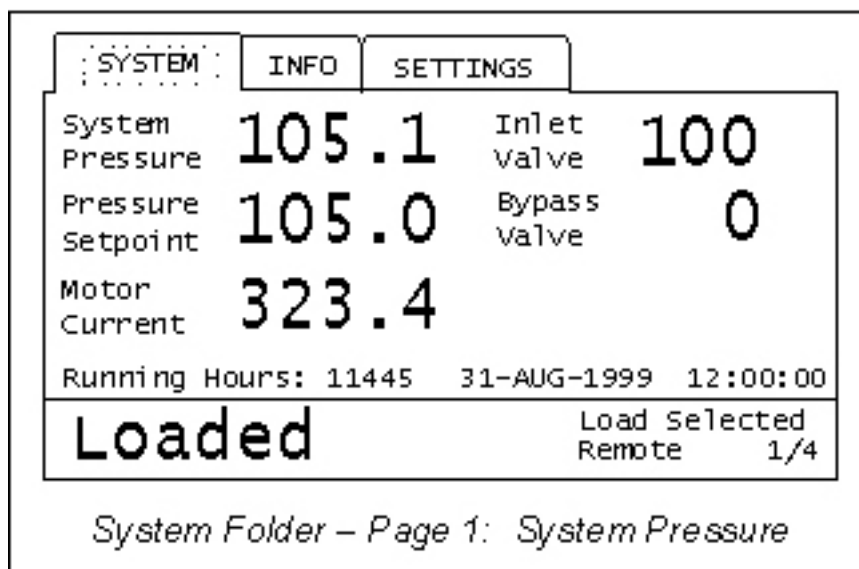 SYSTEM INFO SETTINGS
System Pressure 105.1 Inlet Valve 100
Pressure Setpoint 105.0 Bypass Valve 0
Motor Current 323.4
Running Hours: 11445 31-AUG-1999 12:00:00
Loaded Load Selected
Remote 1/4
System Folder – Page 1: System Pressure